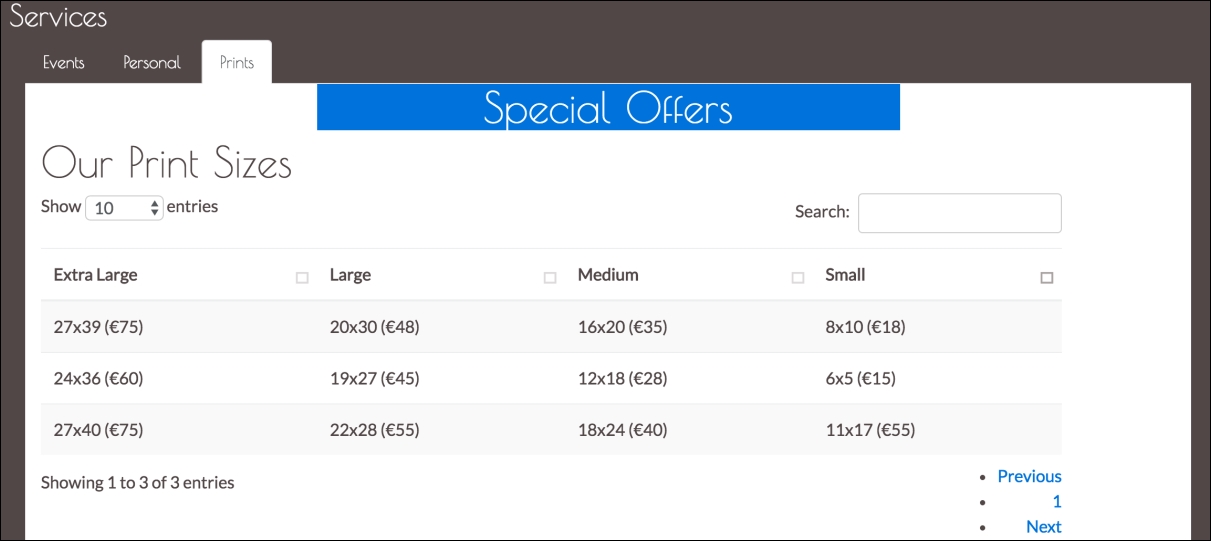 Services
Events Personal Prints
Special Offers
Our Print Sizes
Show 10 entries Search:
Extra Large Large Medium Small
27x39 (€75) 20x30 (€48) 16x20 (€35) 8x10 (€18)
24x36 (€60) 19x27 (€45) 12x18 (€28) 6x5 (€15)
27x40 (€75) 22x28 (€55) 18x24 (€40) 11x17 (€55)
Showing 1 to 3 of 3 entries
• Previous
• 1
• Next